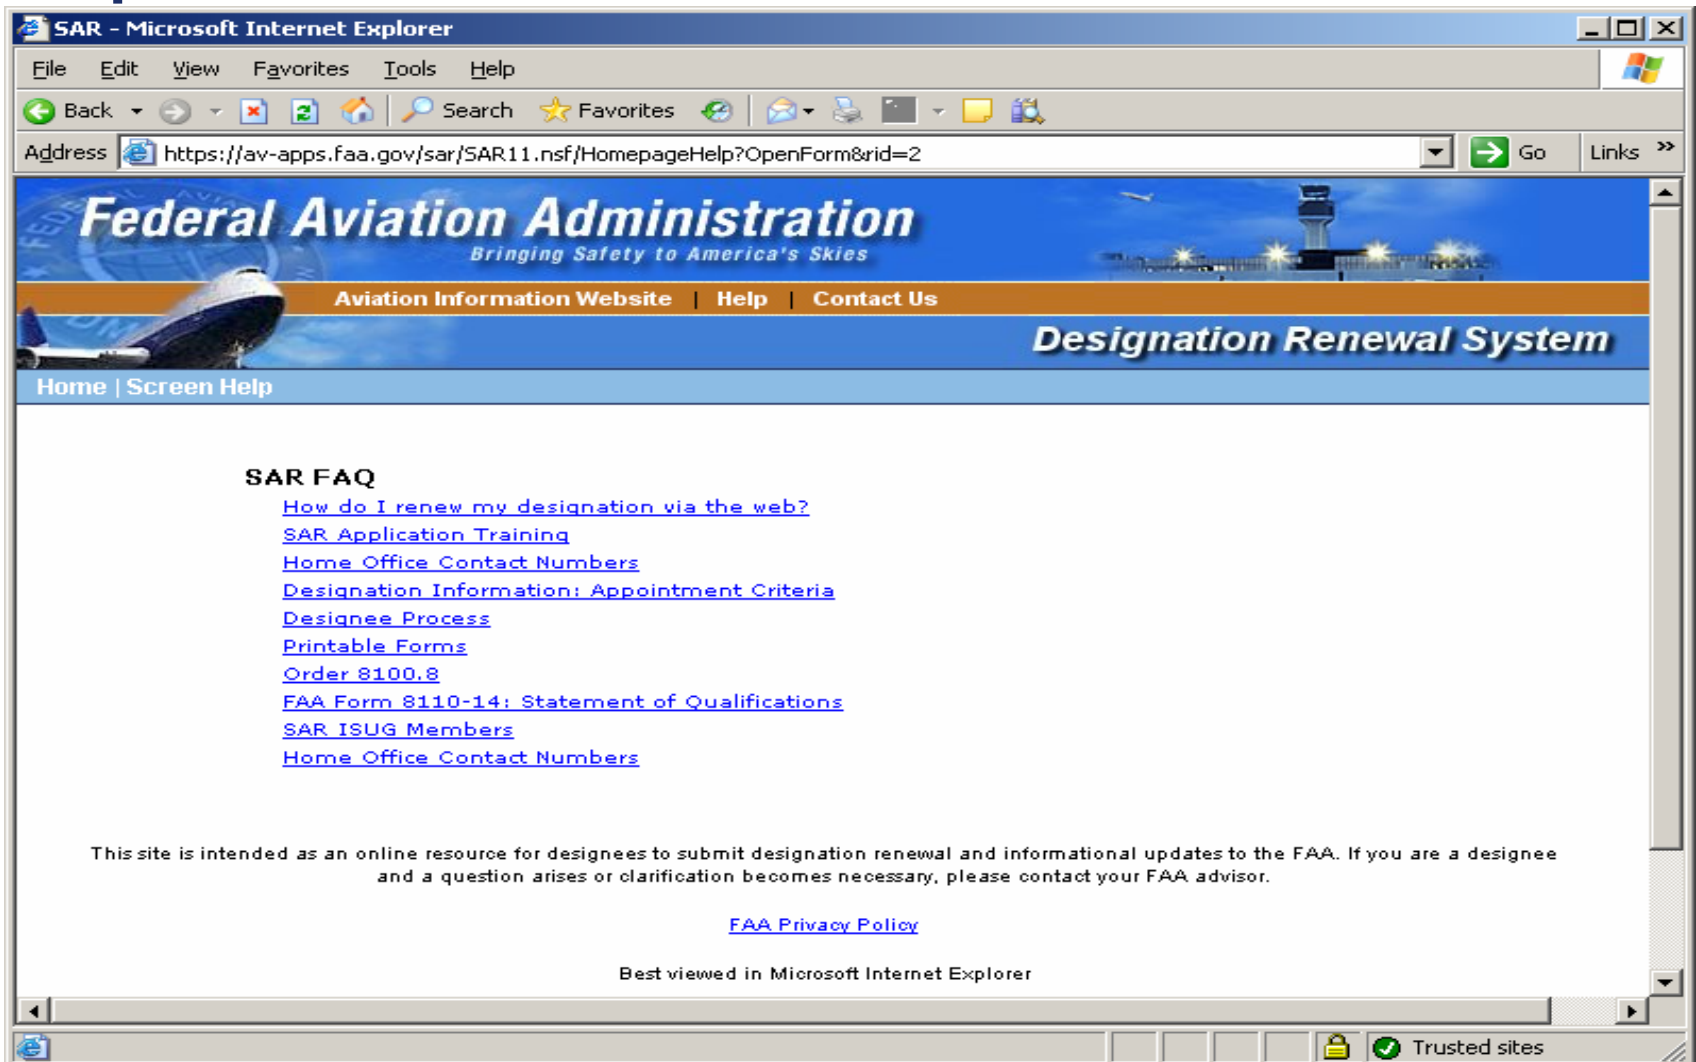 SAR - Microsoft Internet Explorer
File Edit View Favorites Tools Help
Back Search Favorites
Address https://av-apps.faa.gov/sar/SAR11.nsf/HomepageHelp?OpenForm&rid=2 Go Links »
Federal Aviation Administration
Bringing Safety to America's Skies
Aviation Information Website | Help | Contact Us
Designation Renewal System
Home | Screen Help
SAR FAQ
How do I renew my designation via the web?
SAR Application Training
Home Office Contact Numbers
Designation Information: Appointment Criteria
Designee Process
Printable Forms
Order 8100.8
FAA Form 8110-14: Statement of Qualifications
SAR ISUG Members
Home Office Contact Numbers
This site is intended as an online resource for designees to submit designation renewal and informational updates to the FAA. If you are a designee
and a question arises or clarification becomes necessary, please contact your FAA advisor.
FAA Privacy Policy
Best viewed in Microsoft Internet Explorer
Trusted sites